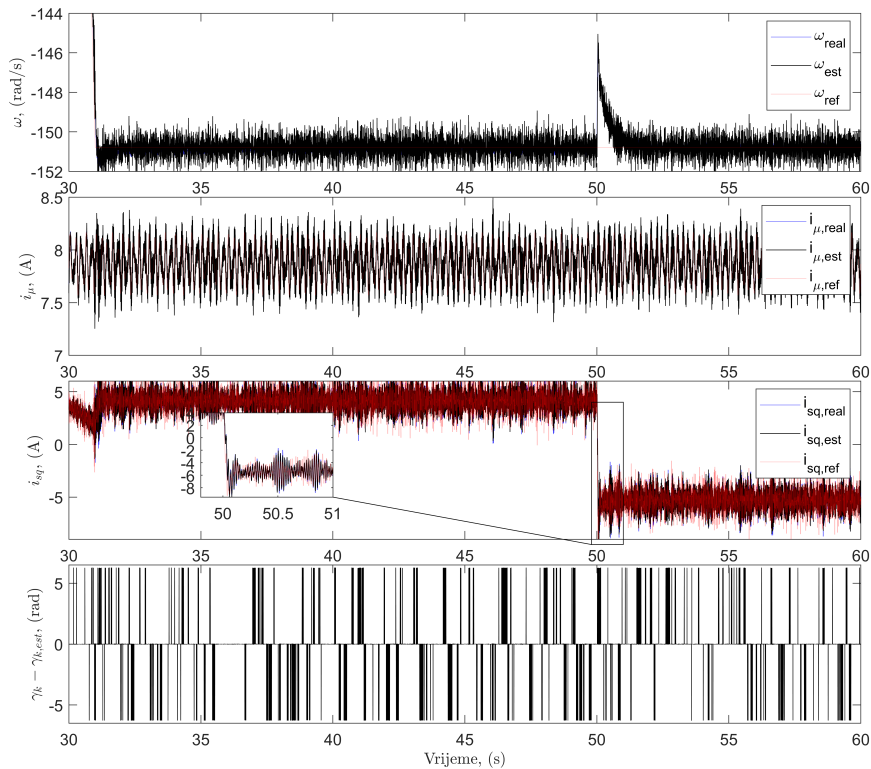 -144
-146
-148
-150
-152
ω, (rad/s)
ω_real
ω_est
ω_ref
30 35 40 45 50 55 60
8.5
8
7.5
7
i_μ, (A)
i_μ,real
i_μ,est
i_μ,ref
30 35 40 45 50 55 60
5
0
-5
i_sq, (A)
i_sq,real
i_sq,est
i_sq,ref
2
0
-2
-4
-6
-8
50 50.5 51
30 35 40 45 50 55 60
5
0
-5
γ_k − γ_k,est, (rad)
30 35 40 45 50 55 60
Vrijeme, (s)